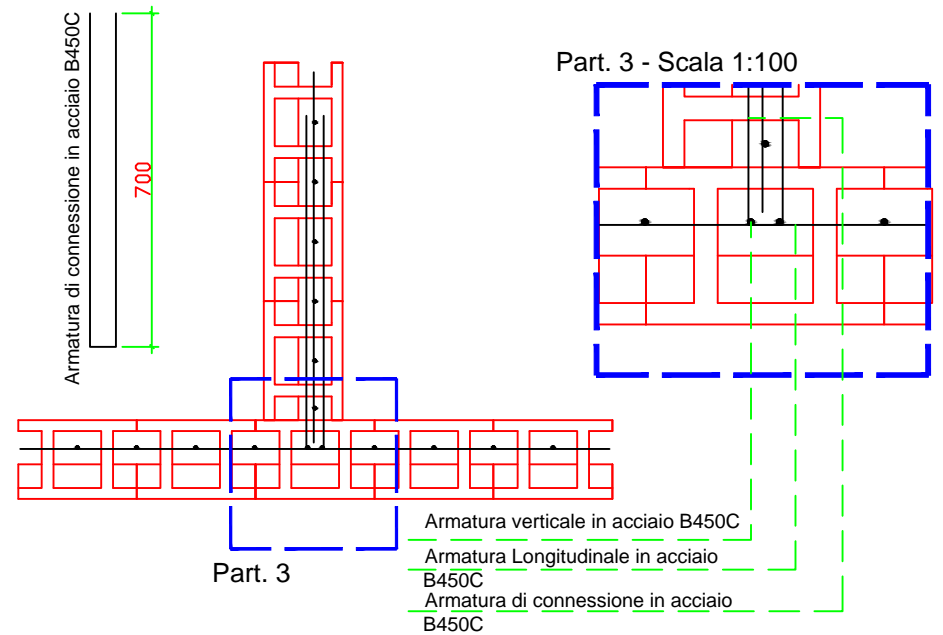 Armatura di connessione in acciaio B450C
700
Part. 3 - Scala 1:100
Part. 3
Armatura verticale in acciaio B450C
Armatura Longitudinale in acciaio
B450C
Armatura di connessione in acciaio
B450C